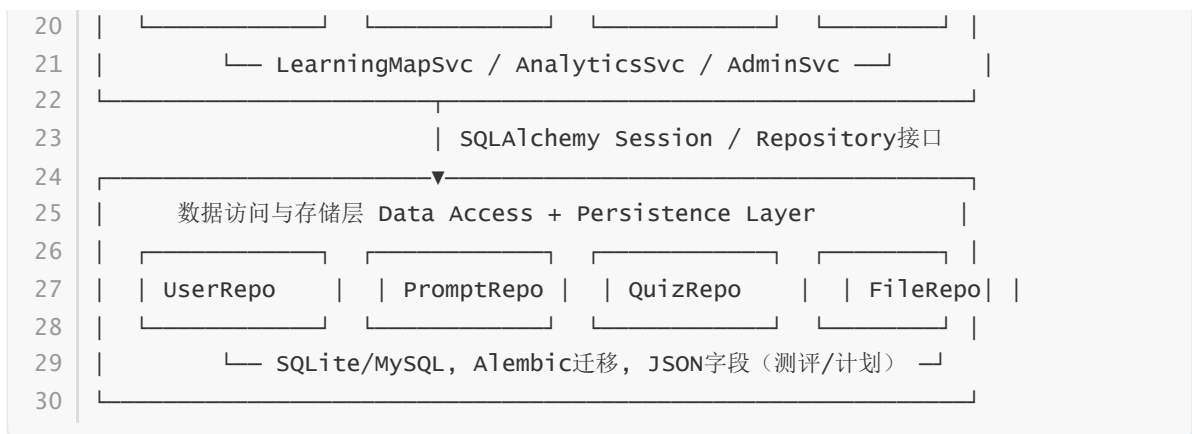 20 │ └────────────┘ └────────────┘ └────────────┘ └────────┘ │
21 │ └── LearningMapSvc / AnalyticsSvc / AdminSvc ──┘ │
22 └──────────────────────┬────────────────────────────────────┘
23 │ SQLAlchemy Session / Repository接口
24 ┌──────────────────────▼────────────────────────────────────┐
25 │ 数据访问与存储层 Data Access + Persistence Layer │
26 │ ┌────────────┐ ┌────────────┐ ┌────────────┐ ┌────────┐ │
27 │ │ UserRepo │ │ PromptRepo │ │ QuizRepo │ │ FileRepo│ │
28 │ └────────────┘ └────────────┘ └────────────┘ └────────┘ │
29 │ └── SQLite/MySQL, Alembic迁移, JSON字段（测评/计划） ─┘
30 └───────────────────────────────────────────────────────────┘